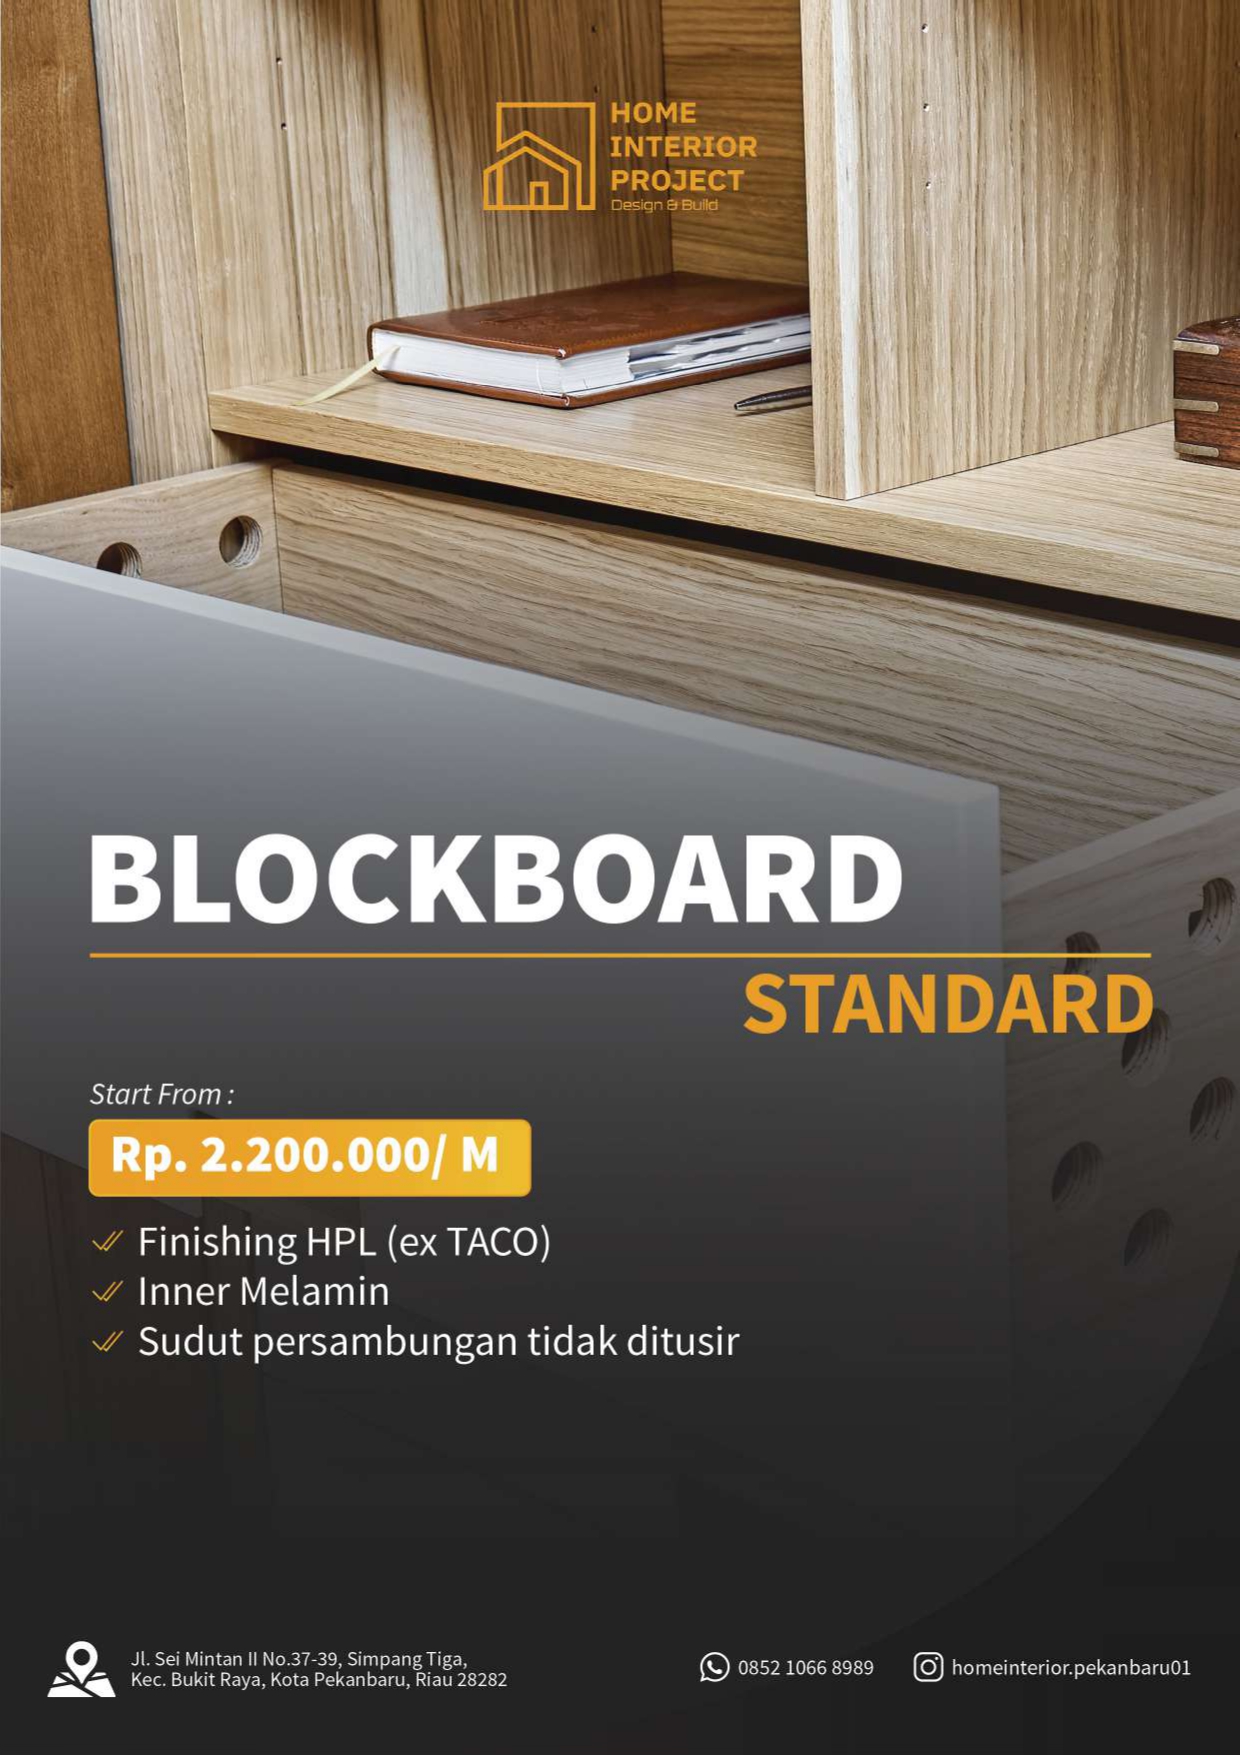 HOME
INTERIOR
PROJECT
Design & Build
BLOCKBOARD
STANDARD
Start From :
Rp. 2.200.000/ M
Finishing HPL (ex TACO)
Inner Melamin
Sudut persambungan tidak ditusir
Jl. Sei Mintan II No.37-39, Simpang Tiga,
Kec. Bukit Raya, Kota Pekanbaru, Riau 28282
0852 1066 8989
homeinterior.pekanbaru01